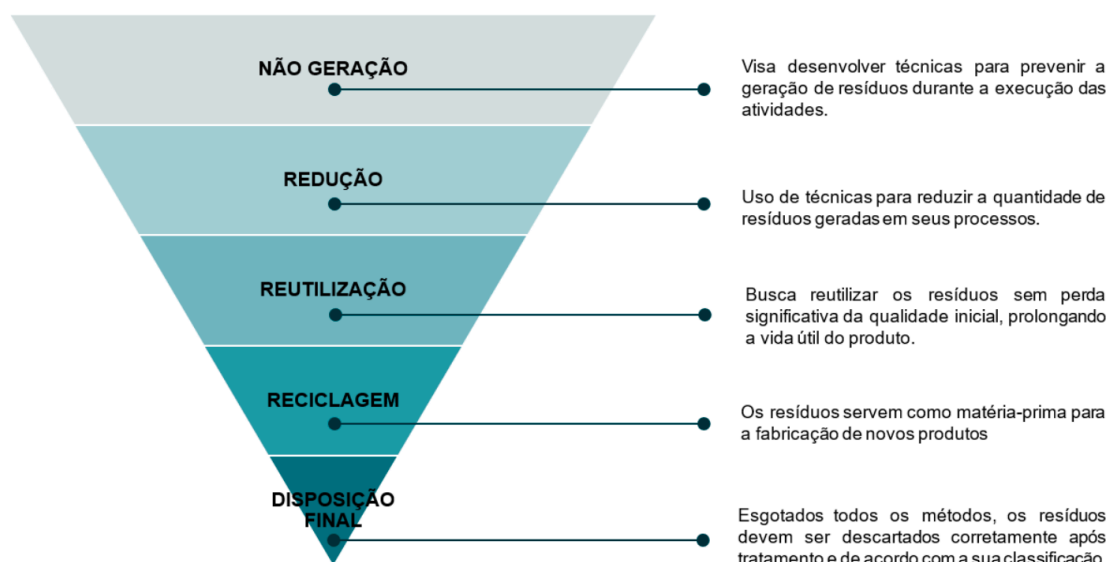 NÃO GERAÇÃO
Visa desenvolver técnicas para prevenir a
geração de resíduos durante a execução das
atividades.
REDUÇÃO
Uso de técnicas para reduzir a quantidade de
resíduos geradas em seus processos.
REUTILIZAÇÃO
Busca reutilizar os resíduos sem perda
significativa da qualidade inicial, prolongando
a vida útil do produto.
RECICLAGEM
Os resíduos servem como matéria-prima para
a fabricação de novos produtos
DISPOSIÇÃO
FINAL
Esgotados todos os métodos, os resíduos
devem ser descartados corretamente após
tratamento e de acordo com a sua classificação.